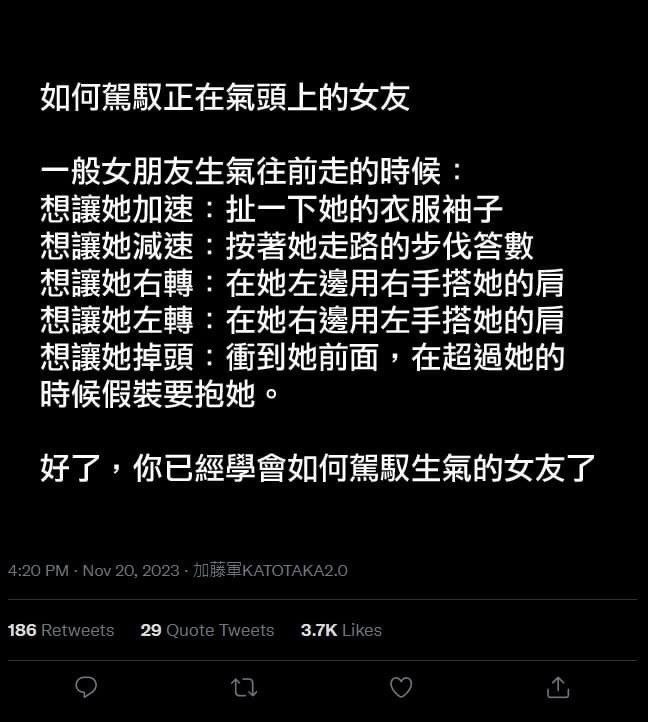 如何駕馭正在氣頭上的女友
一般女朋友生氣往前走的時候：
想讓她加速：扯一下她的衣服袖子
想讓她減速：按著她走路的步伐答數
想讓她右轉：在她左邊用右手搭她的肩
想讓她左轉：在她右邊用左手搭她的肩
想讓她掉頭：衝到她前面，在超過她的
時候假裝要抱她。
好了，你已經學會如何駕馭生氣的女友了
4:20 PM · Nov 20, 2023 · 加藤軍KATOTAKA2.0
186 Retweets 29 Quote Tweets 3.7K Likes